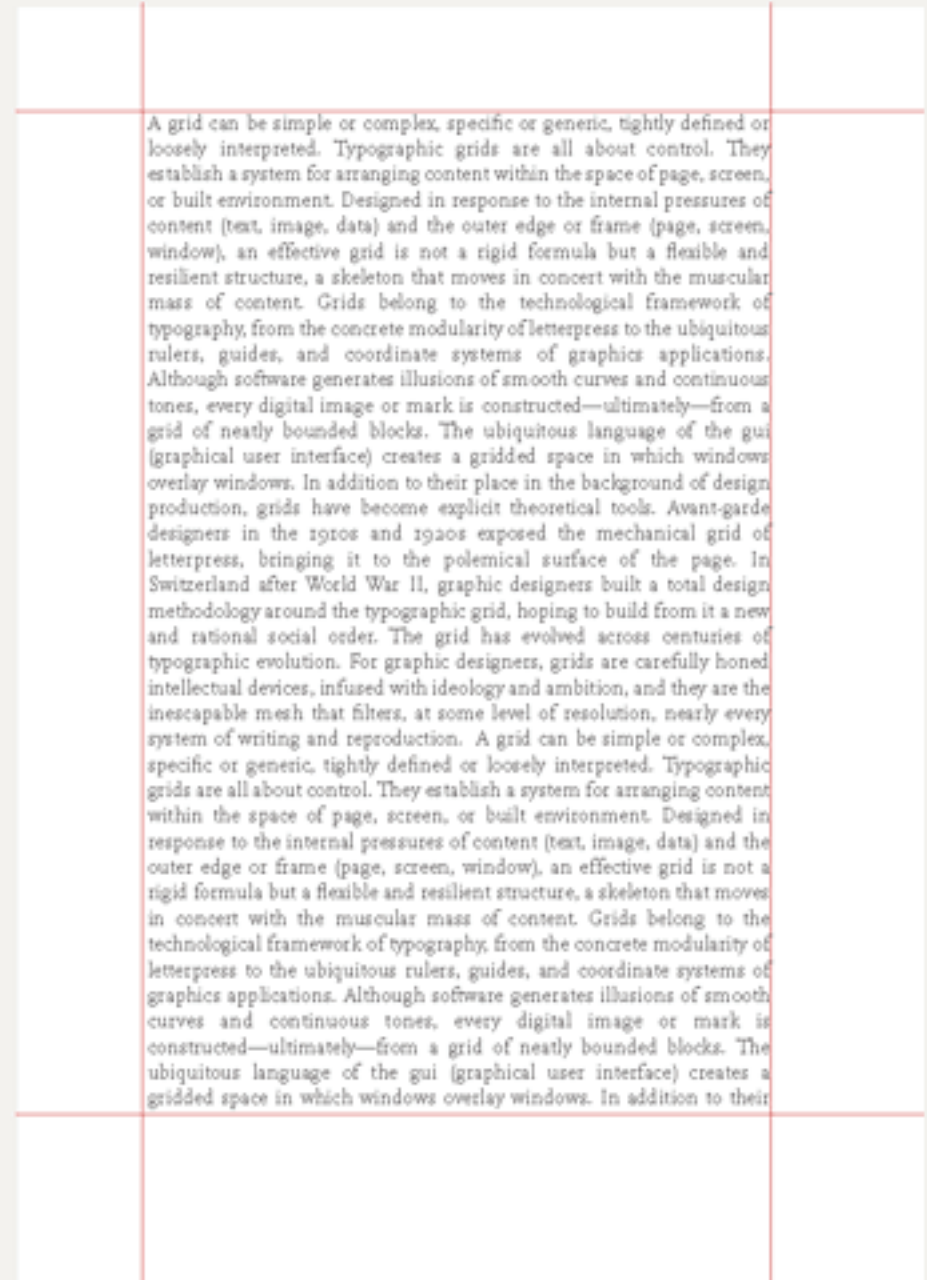 A grid can be simple or complex, specific or generic, tightly defined or
loosely interpreted. Typographic grids are all about control. They
establish a system for arranging content within the space of page, screen,
or built environment. Designed in response to the internal pressures of
content (text, image, data) and the outer edge or frame (page, screen,
window), an effective grid is not a rigid formula but a flexible and
resilient structure, a skeleton that moves in concert with the muscular
mass of content. Grids belong to the technological framework of
typography, from the concrete modularity of letterpress to the ubiquitous
rulers, guides, and coordinate systems of graphics applications.
Although software generates illusions of smooth curves and continuous
tones, every digital image or mark is constructed—ultimately—from a
grid of neatly bounded blocks. The ubiquitous language of the gui
(graphical user interface) creates a gridded space in which windows
overlay windows. In addition to their place in the background of design
production, grids have become explicit theoretical tools. Avant-garde
designers in the 1910s and 1920s exposed the mechanical grid of
letterpress, bringing it to the polemical surface of the page. In
Switzerland after World War II, graphic designers built a total design
methodology around the typographic grid, hoping to build from it a new
and rational social order. The grid has evolved across centuries of
typographic evolution. For graphic designers, grids are carefully honed
intellectual devices, infused with ideology and ambition, and they are the
inescapable mesh that filters, at some level of resolution, nearly every
system of writing and reproduction. A grid can be simple or complex,
specific or generic, tightly defined or loosely interpreted. Typographic
grids are all about control. They establish a system for arranging content
within the space of page, screen, or built environment. Designed in
response to the internal pressures of content (text, image, data) and the
outer edge or frame (page, screen, window), an effective grid is not a
rigid formula but a flexible and resilient structure, a skeleton that moves
in concert with the muscular mass of content. Grids belong to the
technological framework of typography, from the concrete modularity of
letterpress to the ubiquitous rulers, guides, and coordinate systems of
graphics applications. Although software generates illusions of smooth
curves and continuous tones, every digital image or mark is
constructed—ultimately—from a grid of neatly bounded blocks. The
ubiquitous language of the gui (graphical user interface) creates a
gridded space in which windows overlay windows. In addition to their